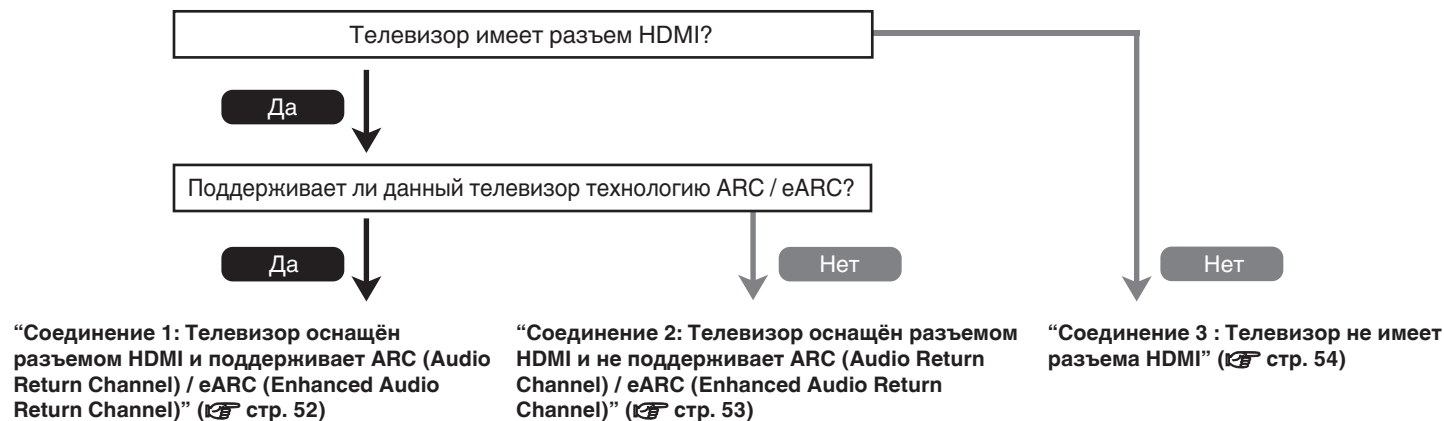 Телевизор имеет разъем HDMI?
Да
Поддерживает ли данный телевизор технологию ARC / eARC?
Да
Нет
Нет
“Соединение 1: Телевизор оснащён
разъемом HDMI и поддерживает ARC (Audio
Return Channel) / eARC (Enhanced Audio
Return Channel)” (☞ стр. 52)
“Соединение 2: Телевизор оснащён разъемом
HDMI и не поддерживает ARC (Audio Return
Channel) / eARC (Enhanced Audio Return
Channel)” (☞ стр. 53)
“Соединение 3 : Телевизор не имеет
разъема HDMI” (☞ стр. 54)